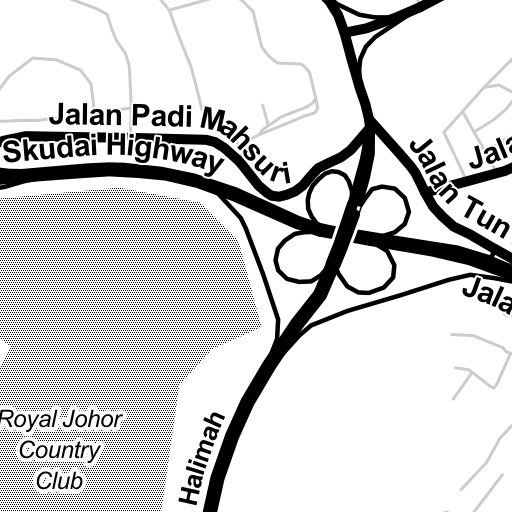 Jalan Padi Mahsuri
Skudai Highway
Jalan Tun
Jala
Jala
Royal Johor
Country
Club
Halimah